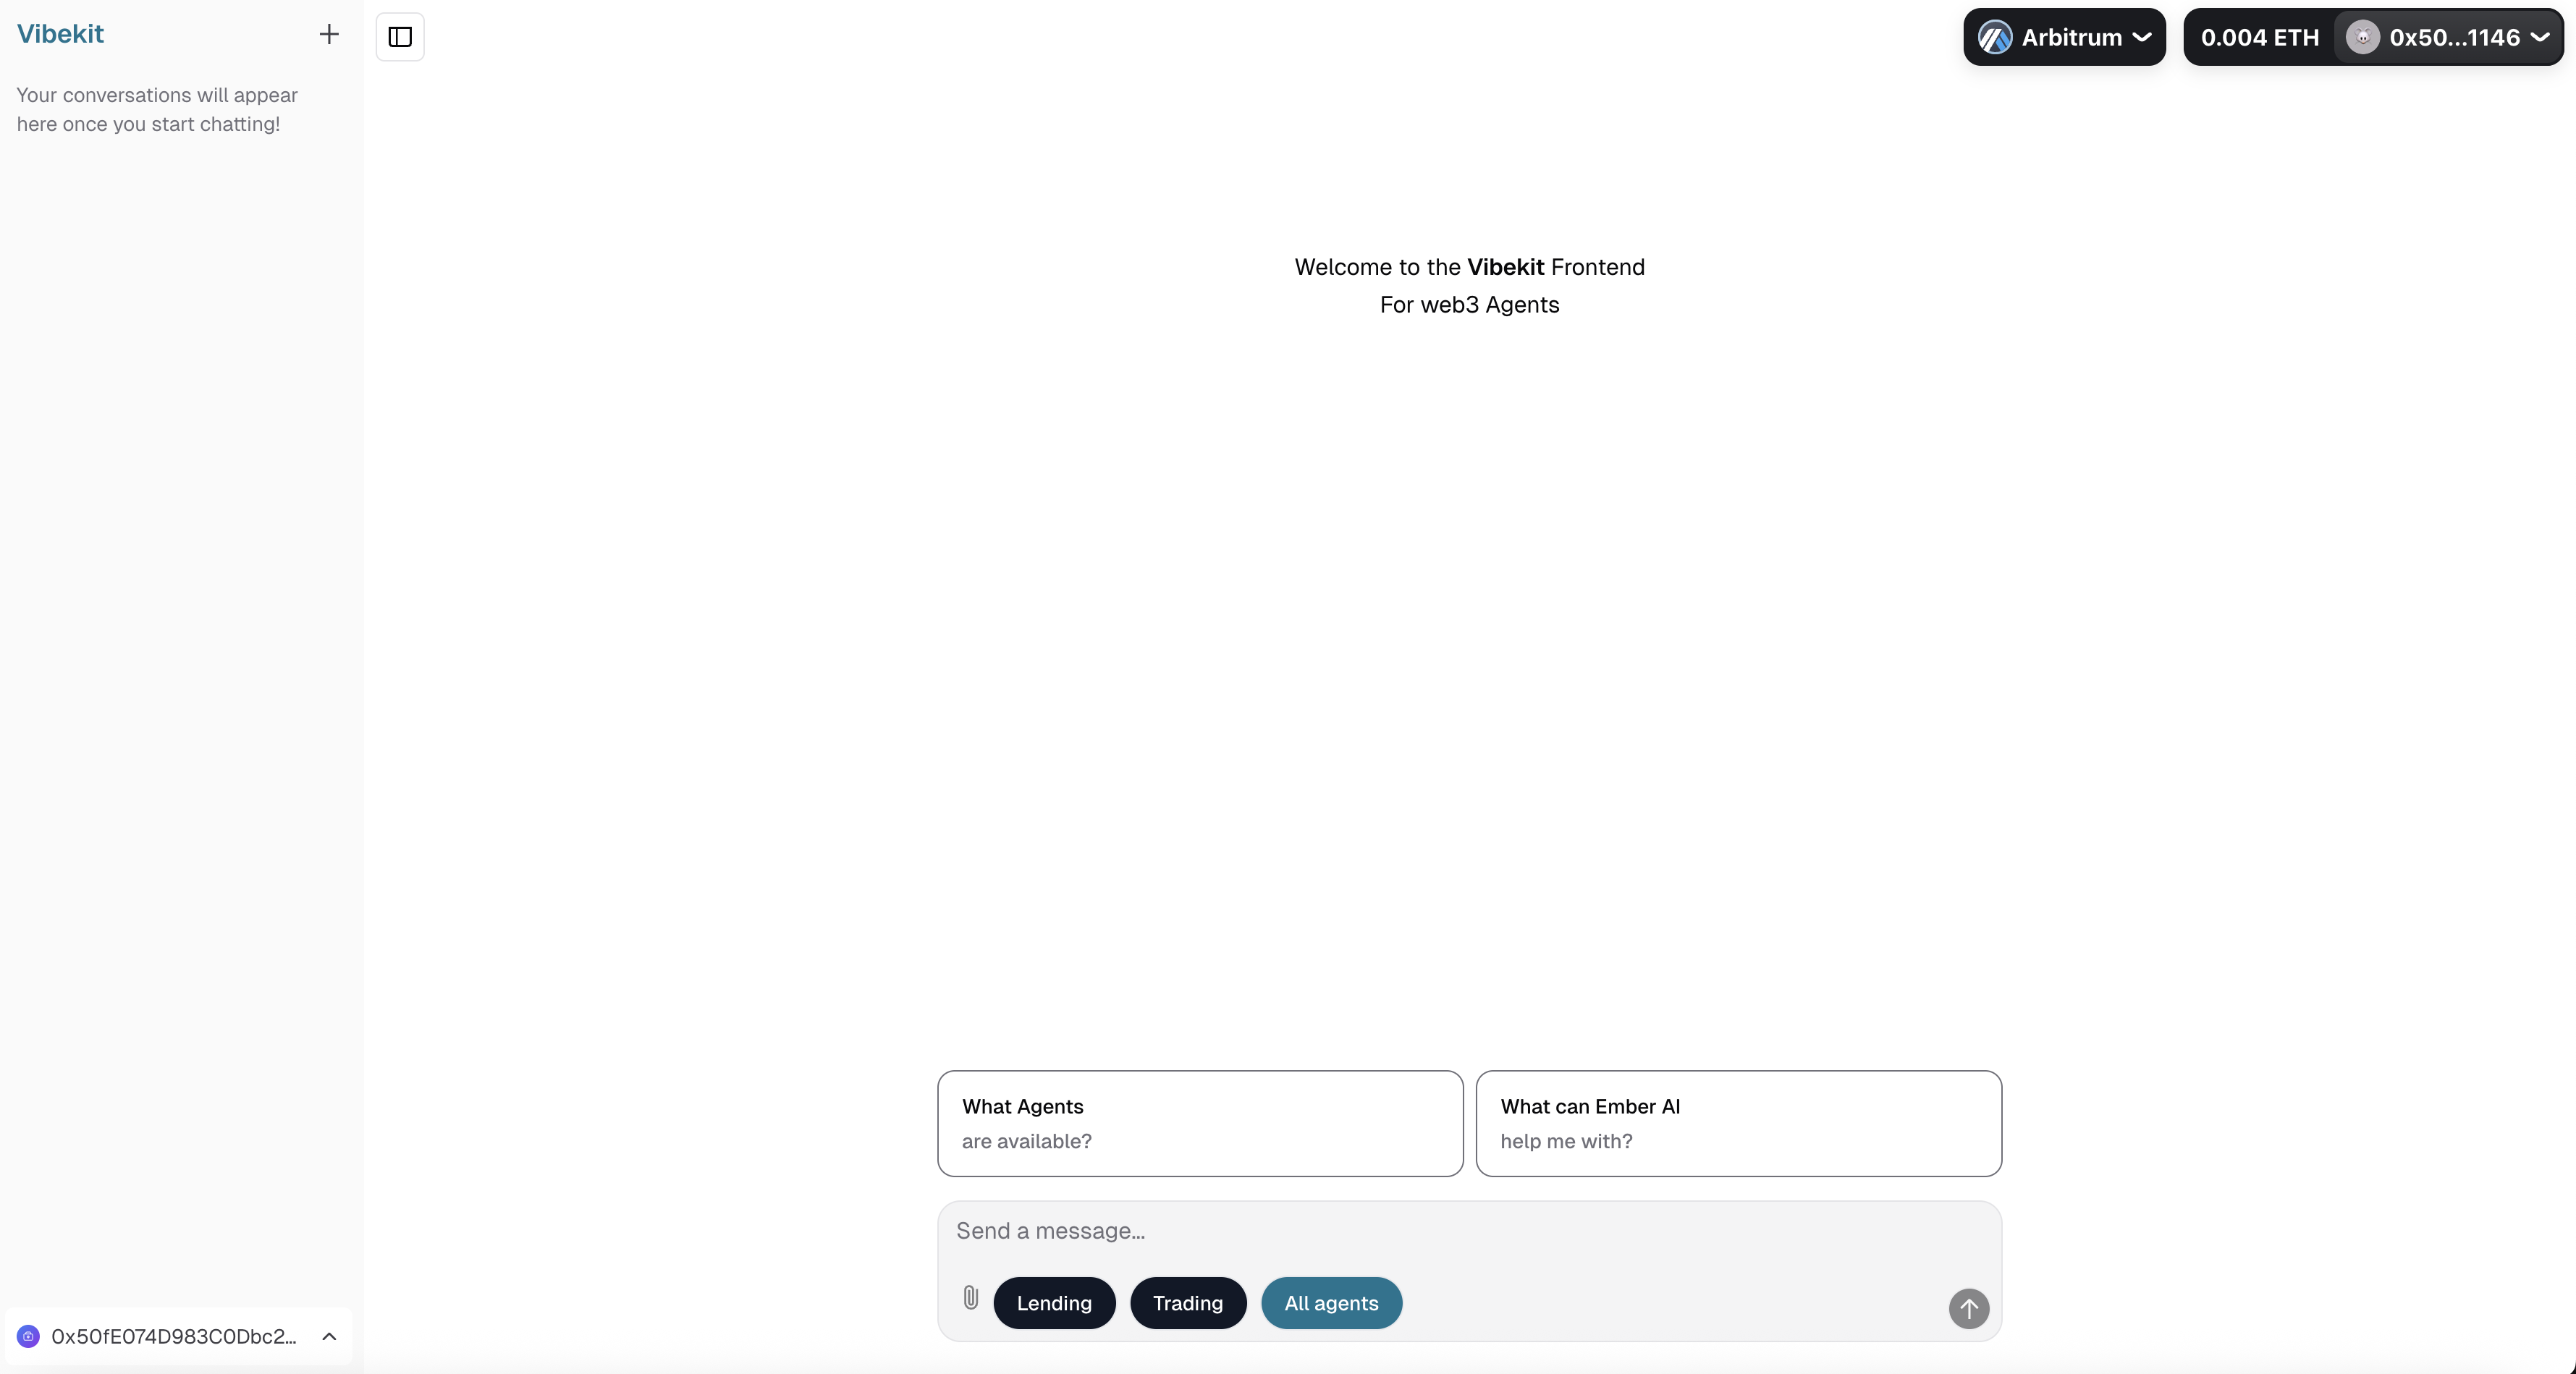 Vibekit
Your conversations will appear
here once you start chatting!
Arbitrum
0.004 ETH
0x50...1146
Welcome to the Vibekit Frontend
For web3 Agents
What Agents
are available?
What can Ember AI
help me with?
Send a message...
Lending
Trading
All agents
0x50fE074D983C0Dbc2...